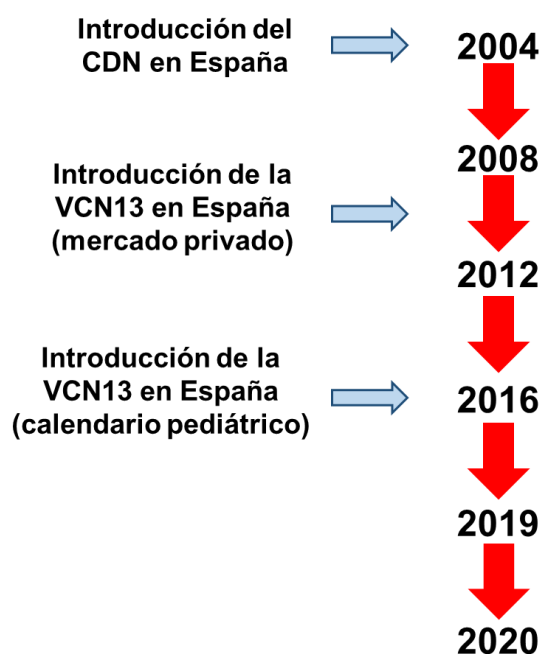 Introducción del
CDN en España
2004
2008
Introducción de la
VCN13 en España
(mercado privado)
2012
Introducción de la
VCN13 en España
(calendario pediátrico)
2016
2019
2020